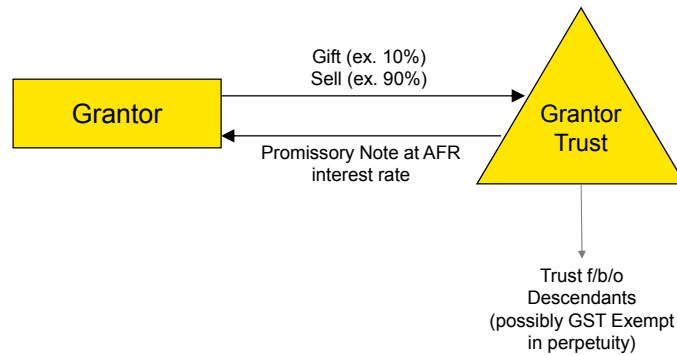 Gift (ex. 10%)
Sell (ex. 90%)
Grantor
Grantor
Trust
Promissory Note at AFR
interest rate
Trust f/b/o
Descendants
(possibly GST Exempt
in perpetuity)